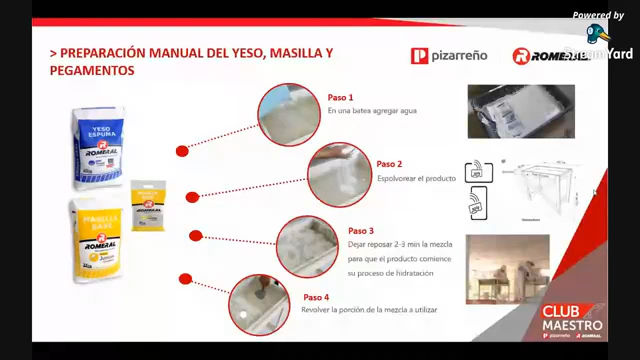 Powered by
StreamYard
> PREPARACIÓN MANUAL DEL YESO, MASILLA Y
PEGAMENTOS
pizarreño
ROMERAL
Paso 1
En una batea agregar agua
Paso 2
Espolvorear el producto
Paso 3
Dejar reposar 2-3 min la mezcla
para que el producto comience
su proceso de hidratación
Paso 4
Revolver la porción de la mezcla a utilizar
YESO
ESPUMA
ROMERAL
MASILLA
BASE
ROMERAL
CLUB
MAESTRO
pizarreño
ROMERAL